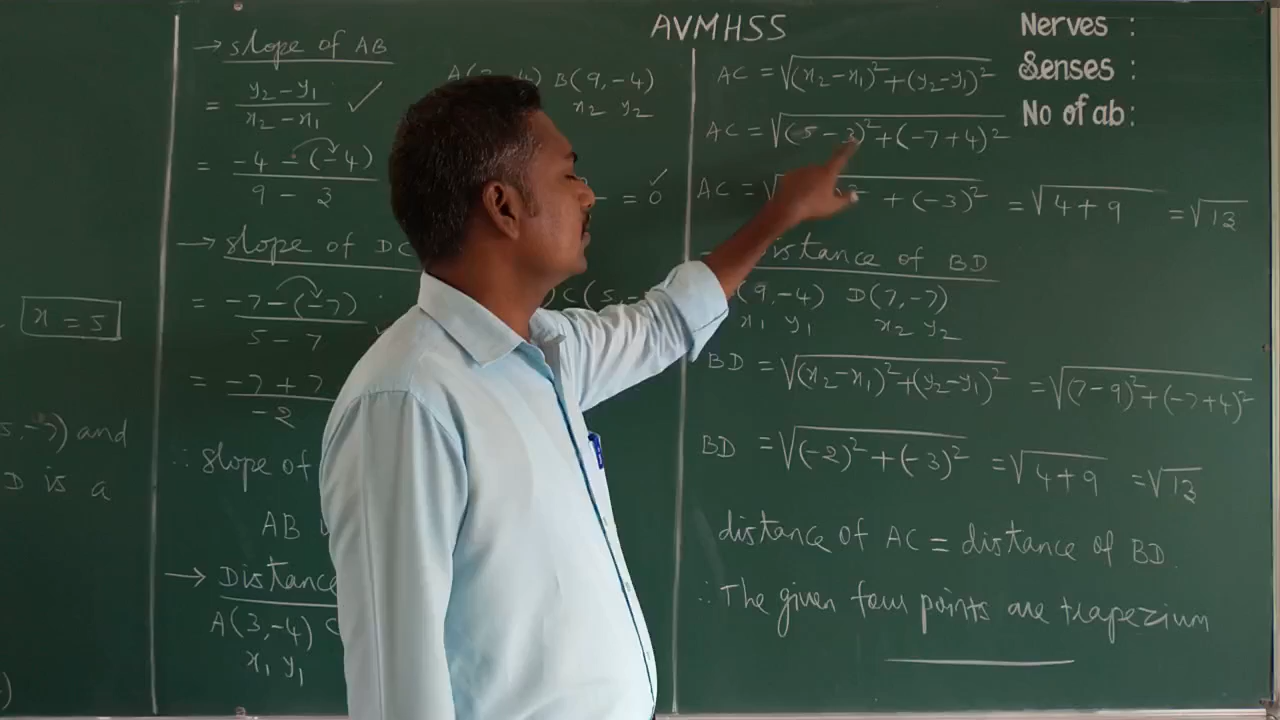 AVMHSS
Nerves :
Senses :
No of ab:
x = 5
5, -7) and
D is a
→ slope of AB
= y₂ - y₁ / x₂ - x₁ ✓
B(9, -4)
x₂ y₂
= -4 - (-4) / 9 - 3
= 0 ✓
→ slope of DC
= -7 - (-7) / 5 - 7
C(5,
= -7 + 7 / -2
∴ slope of
AB
→ Distance
A(3, -4) C
x₁ y₁
AC = √(x₂ - x₁)² + (y₂ - y₁)²
AC = √(5 - 3)² + (-7 + 4)²
AC = √ ² + (-3)² = √4 + 9 = √13
distance of BD
(9, -4) D(7, -7)
x₁ y₁ x₂ y₂
BD = √(x₂ - x₁)² + (y₂ - y₁)² = √(7 - 9)² + (-7 + 4)²
BD = √(-2)² + (-3)² = √4 + 9 = √13
distance of AC = distance of BD.
∴ The given four points are trapezium